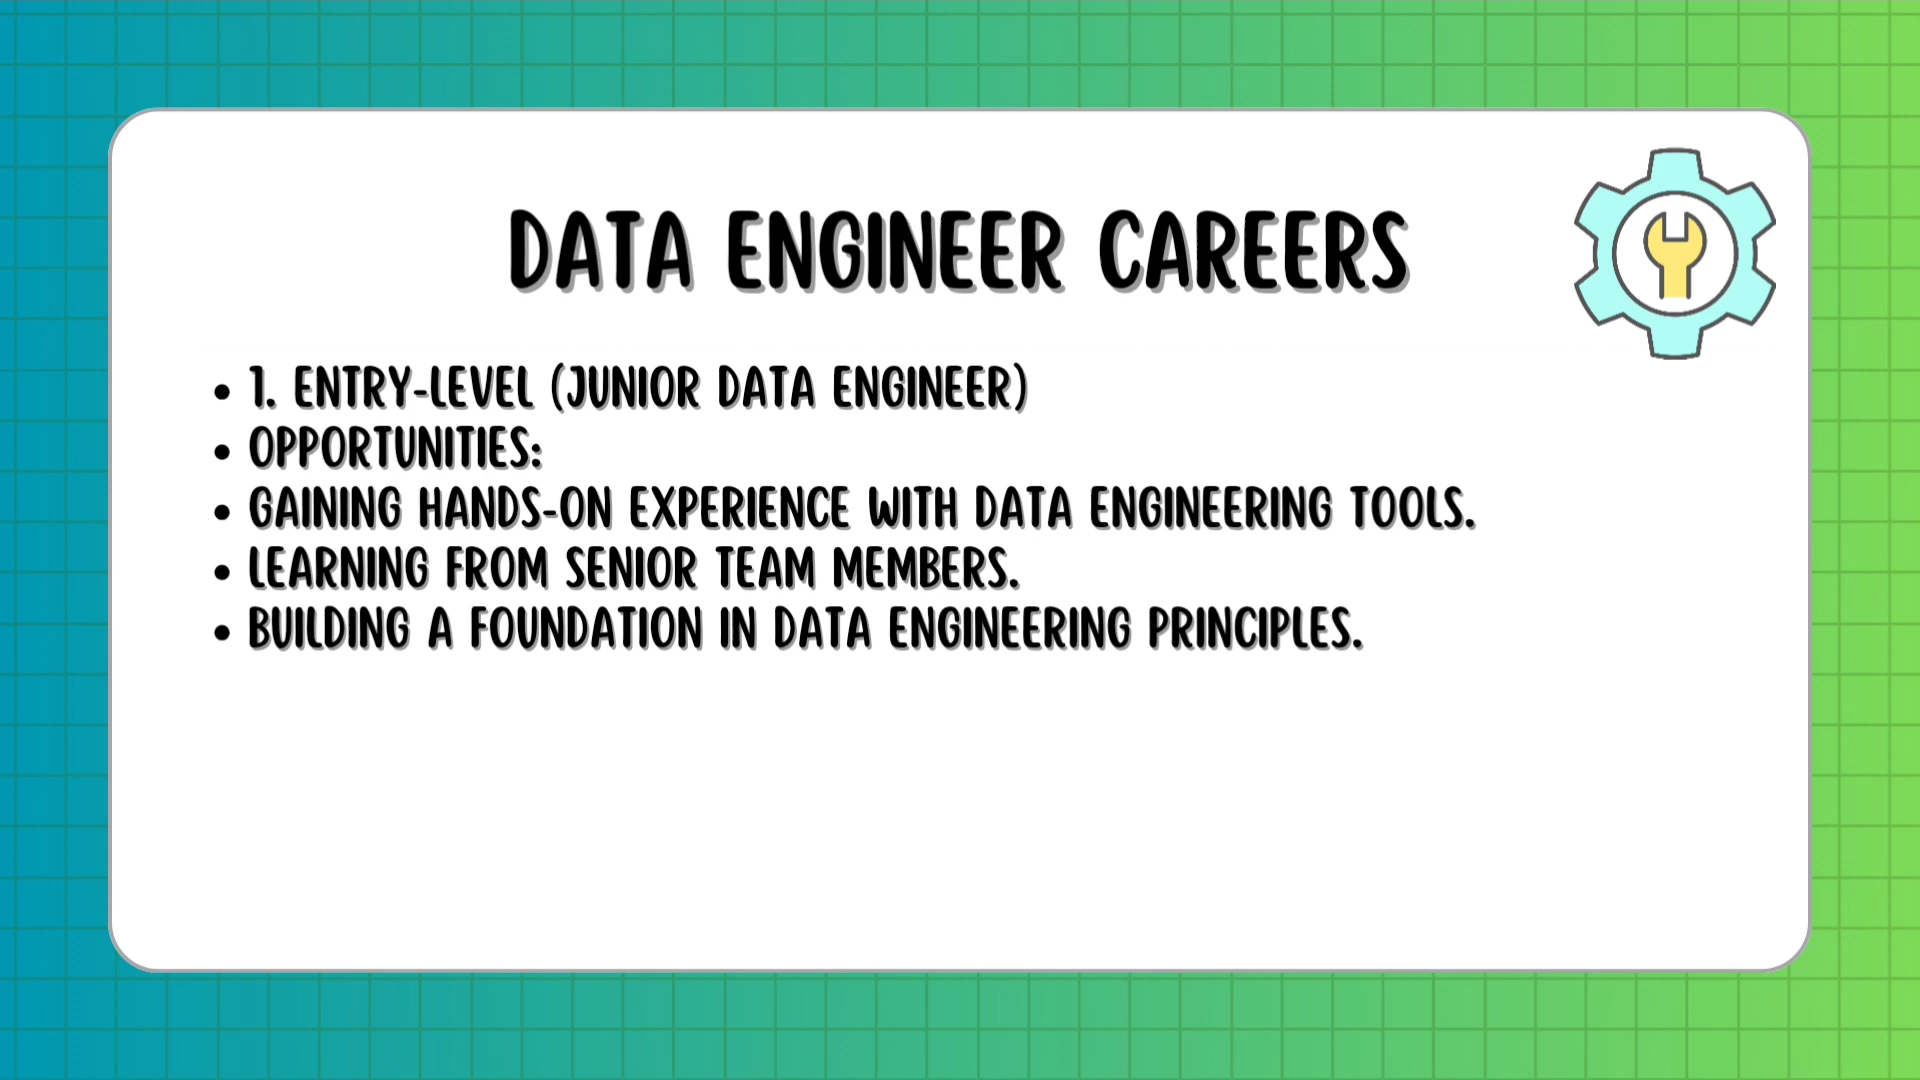 DATA ENGINEER CAREERS
• 1. ENTRY-LEVEL (JUNIOR DATA ENGINEER)
• OPPORTUNITIES:
• GAINING HANDS-ON EXPERIENCE WITH DATA ENGINEERING TOOLS.
• LEARNING FROM SENIOR TEAM MEMBERS.
• BUILDING A FOUNDATION IN DATA ENGINEERING PRINCIPLES.